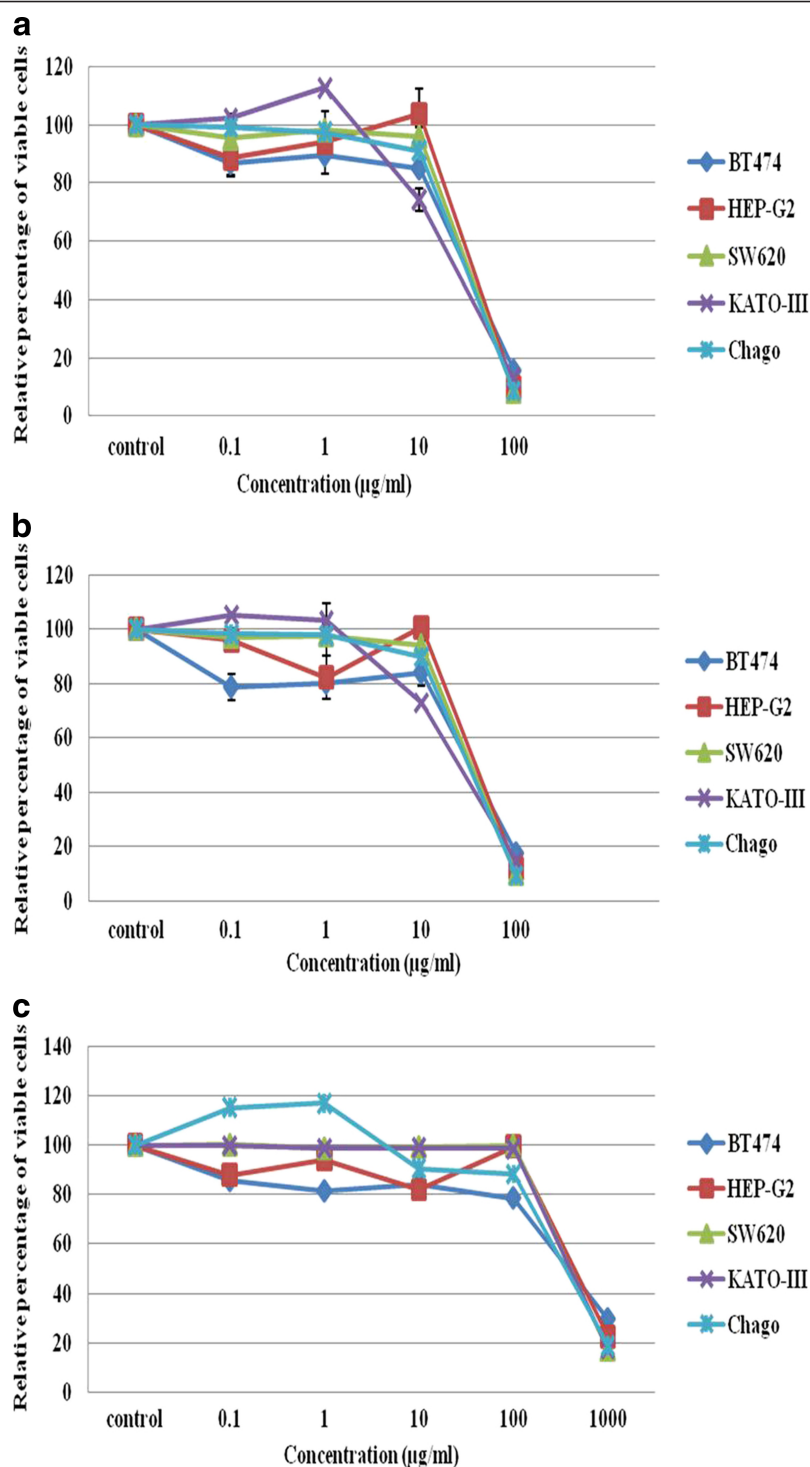 a
Relative percentage of viable cells
120
100
80
60
40
20
0
control 0.1 1 10 100
Concentration (µg/ml)
BT474
HEP-G2
SW620
KATO-III
Chago
b
Relative percentage of viable cells
120
100
80
60
40
20
0
control 0.1 1 10 100
Concentration (µg/ml)
BT474
HEP-G2
SW620
KATO-III
Chago
c
Relative percentage of viable cells
140
120
100
80
60
40
20
0
control 0.1 1 10 100 1000
Concentration (µg/ml)
BT474
HEP-G2
SW620
KATO-III
Chago